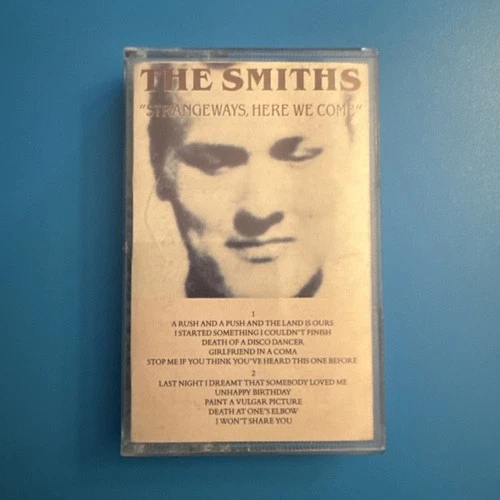 THE SMITHS
"STRANGEWAYS, HERE WE COME"
1
A RUSH AND A PUSH AND THE LAND IS OURS
I STARTED SOMETHING I COULDN'T FINISH
DEATH OF A DISCO DANCER
GIRLFRIEND IN A COMA
STOP ME IF YOU THINK YOU'VE HEARD THIS ONE BEFORE
2
LAST NIGHT I DREAMT THAT SOMEBODY LOVED ME
UNHAPPY BIRTHDAY
PAINT A VULGAR PICTURE
DEATH AT ONE'S ELBOW
I WON'T SHARE YOU